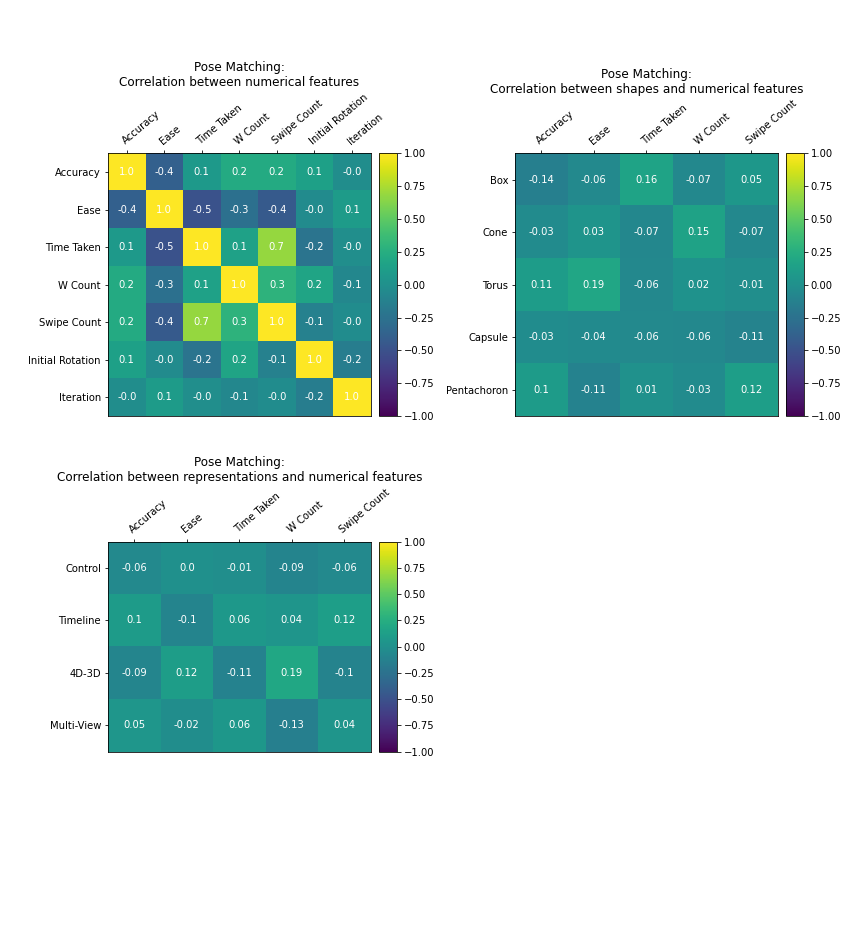 Pose Matching:
Correlation between numerical features
Accuracy Ease Time Taken W Count Swipe Count Initial Rotation Iteration
Accuracy 1.0 -0.4 0.1 0.2 0.2 0.1 -0.0
Ease -0.4 1.0 -0.5 -0.3 -0.4 -0.0 0.1
Time Taken 0.1 -0.5 1.0 0.1 0.7 -0.2 -0.0
W Count 0.2 -0.3 0.1 1.0 0.3 0.2 -0.1
Swipe Count 0.2 -0.4 0.7 0.3 1.0 -0.1 -0.0
Initial Rotation 0.1 -0.0 -0.2 0.2 -0.1 1.0 -0.2
Iteration -0.0 0.1 -0.0 -0.1 -0.0 -0.2 1.0
1.00
0.75
0.50
0.25
0.00
−0.25
−0.50
−0.75
−1.00
Pose Matching:
Correlation between shapes and numerical features
Accuracy Ease Time Taken W Count Swipe Count
Box -0.14 -0.06 0.16 -0.07 0.05
Cone -0.03 0.03 -0.07 0.15 -0.07
Torus 0.11 0.19 -0.06 0.02 -0.01
Capsule -0.03 -0.04 -0.06 -0.06 -0.11
Pentachoron 0.1 -0.11 0.01 -0.03 0.12
1.00
0.75
0.50
0.25
0.00
−0.25
−0.50
−0.75
−1.00
Pose Matching:
Correlation between representations and numerical features
Accuracy Ease Time Taken W Count Swipe Count
Control -0.06 0.0 -0.01 -0.09 -0.06
Timeline 0.1 -0.1 0.06 0.04 0.12
4D-3D -0.09 0.12 -0.11 0.19 -0.1
Multi-View 0.05 -0.02 0.06 -0.13 0.04
1.00
0.75
0.50
0.25
0.00
−0.25
−0.50
−0.75
−1.00